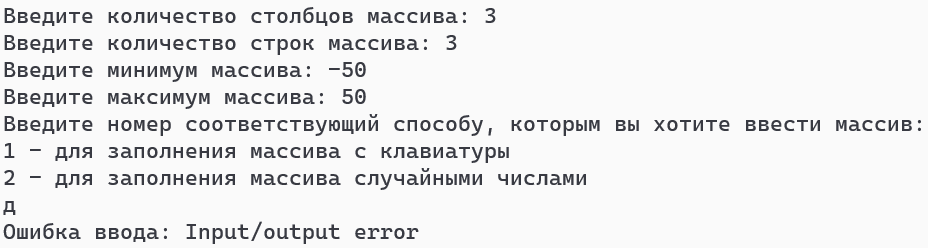 Введите количество столбцов массива: 3
Введите количество строк массива: 3
Введите минимум массива: -50
Введите максимум массива: 50
Введите номер соответствующий способу, которым вы хотите ввести массив:
1 - для заполнения массива с клавиатуры
2 - для заполнения массива случайными числами
д
Ошибка ввода: Input/output error